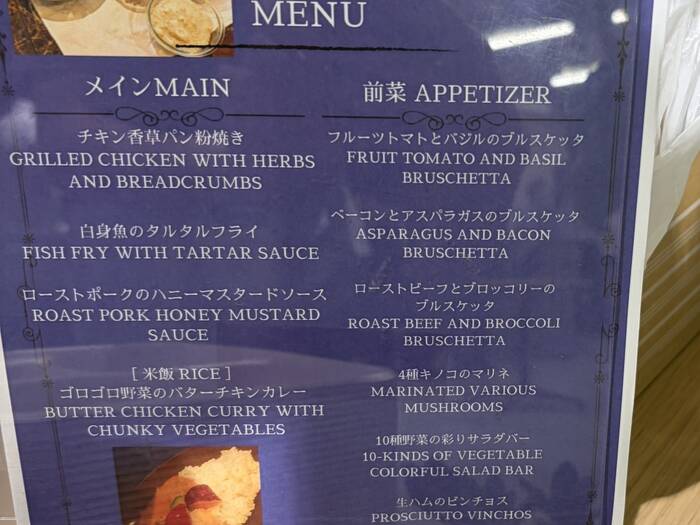 MENU
メインMAIN
チキン香草パン粉焼き
GRILLED CHICKEN WITH HERBS
AND BREADCRUMBS
白身魚のタルタルフライ
FISH FRY WITH TARTAR SAUCE
ローストポークのハニーマスタードソース
ROAST PORK HONEY MUSTARD
SAUCE
[ 米飯 RICE ]
ゴロゴロ野菜のバターチキンカレー
BUTTER CHICKEN CURRY WITH
CHUNKY VEGETABLES
前菜 APPETIZER
フルーツトマトとバジルのブルスケッタ
FRUIT TOMATO AND BASIL
BRUSCHETTA
ベーコンとアスパラガスのブルスケッタ
ASPARAGUS AND BACON
BRUSCHETTA
ローストビーフとブロッコリーの
ブルスケッタ
ROAST BEEF AND BROCCOLI
BRUSCHETTA
4種キノコのマリネ
MARINATED VARIOUS
MUSHROOMS
10種野菜の彩りサラダバー
10-KINDS OF VEGETABLE
COLORFUL SALAD BAR
生ハムのピンチョス
PROSCIUTTO VINCHOS